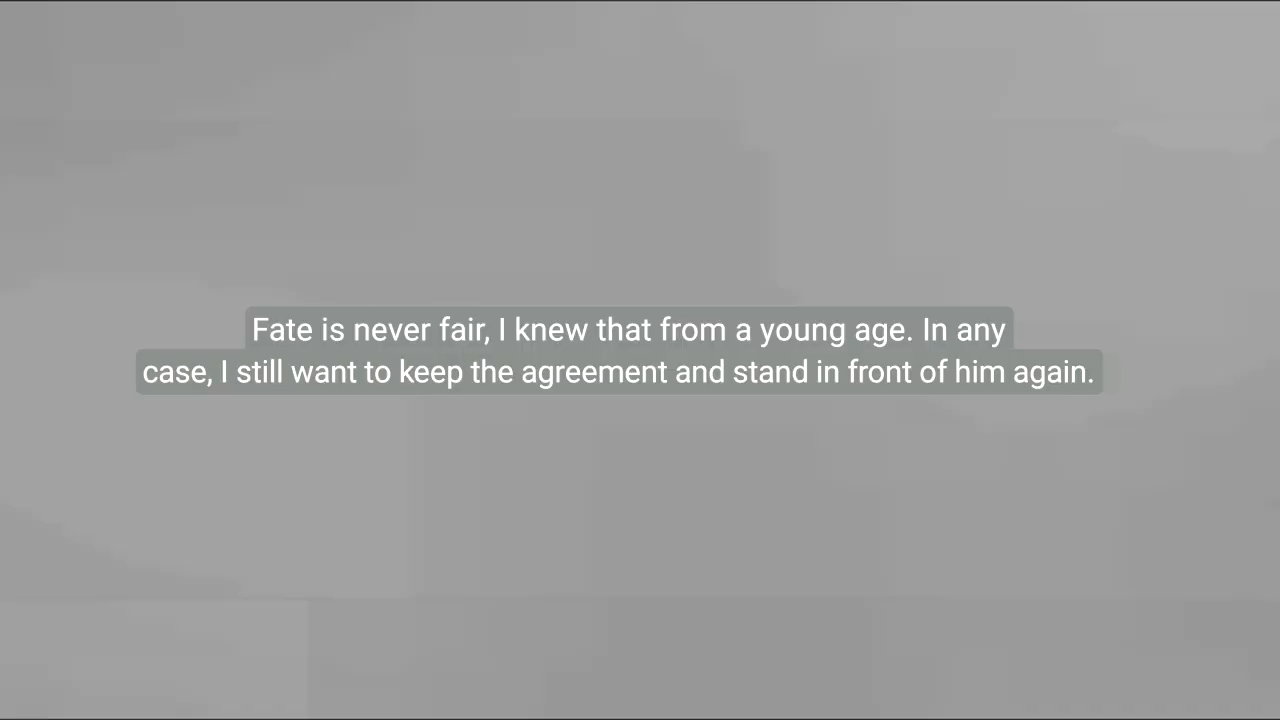 Fate is never fair, I knew that from a young age. In any
case, I still want to keep the agreement and stand in front of him again.